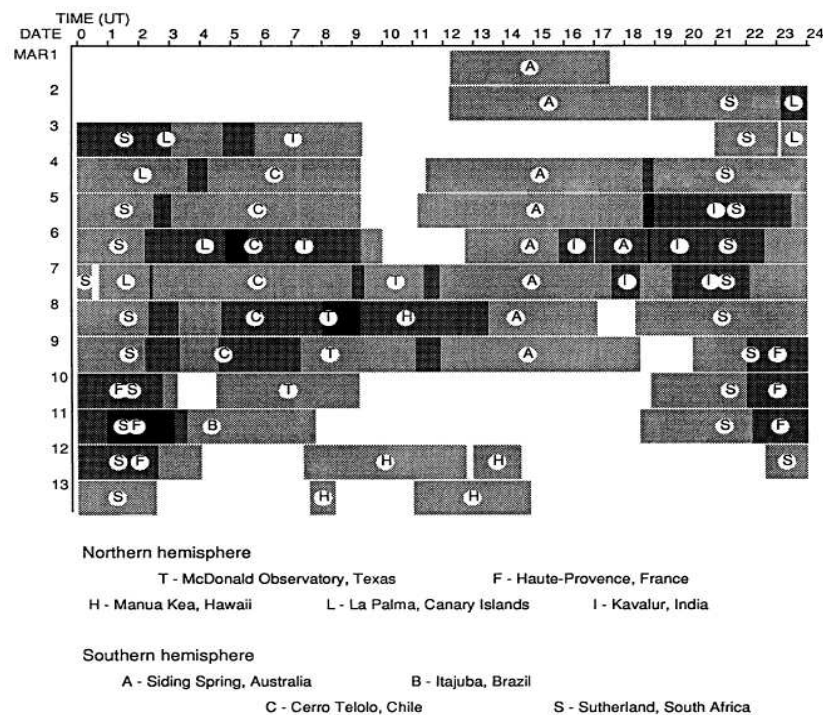 TIME (UT)
DATE 0 1 2 3 4 5 6 7 8 9 10 11 12 13 14 15 16 17 18 19 20 21 22 23 24
MAR1 A
2 A S L
3 S L T S L
4 L C A S
5 S C A I S
6 S L C T A I A I S
7 S L C T A I I S
8 S C T H A S
9 S C T A S F
10 F S T S F
11 S F B S F
12 S F H H S
13 S H H
Northern hemisphere
T - McDonald Observatory, Texas F - Haute-Provence, France
H - Manua Kea, Hawaii L - La Palma, Canary Islands I - Kavalur, India
Southern hemisphere
A - Siding Spring, Australia B - Itajuba, Brazil
C - Cerro Telolo, Chile S - Sutherland, South Africa